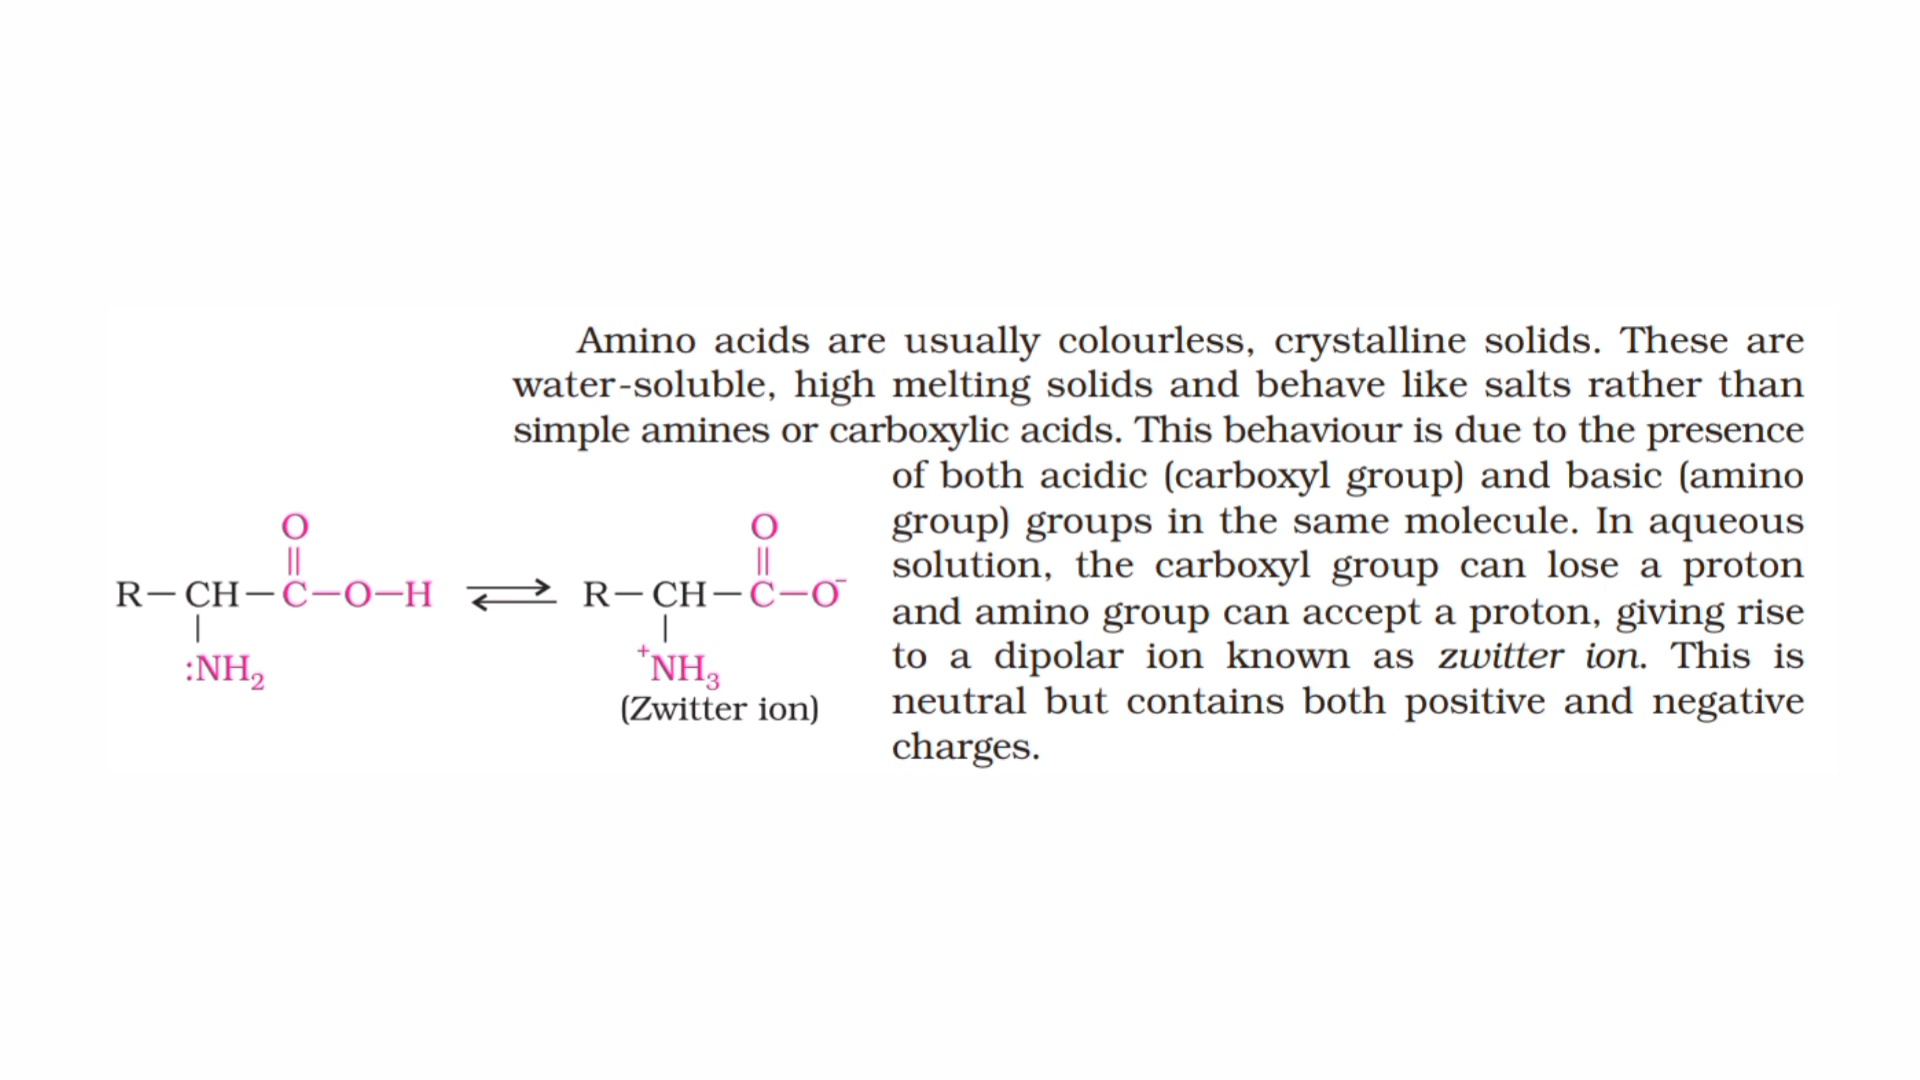 Amino acids are usually colourless, crystalline solids. These are
water-soluble, high melting solids and behave like salts rather than
simple amines or carboxylic acids. This behaviour is due to the presence
of both acidic (carboxyl group) and basic (amino
group) groups in the same molecule. In aqueous
solution, the carboxyl group can lose a proton
and amino group can accept a proton, giving rise
to a dipolar ion known as zwitter ion. This is
neutral but contains both positive and negative
charges.
O O
|| ||
R—CH—C—O—H ⇌ R—CH—C—O⁻
| |
:NH₂ ⁺NH₃
(Zwitter ion)